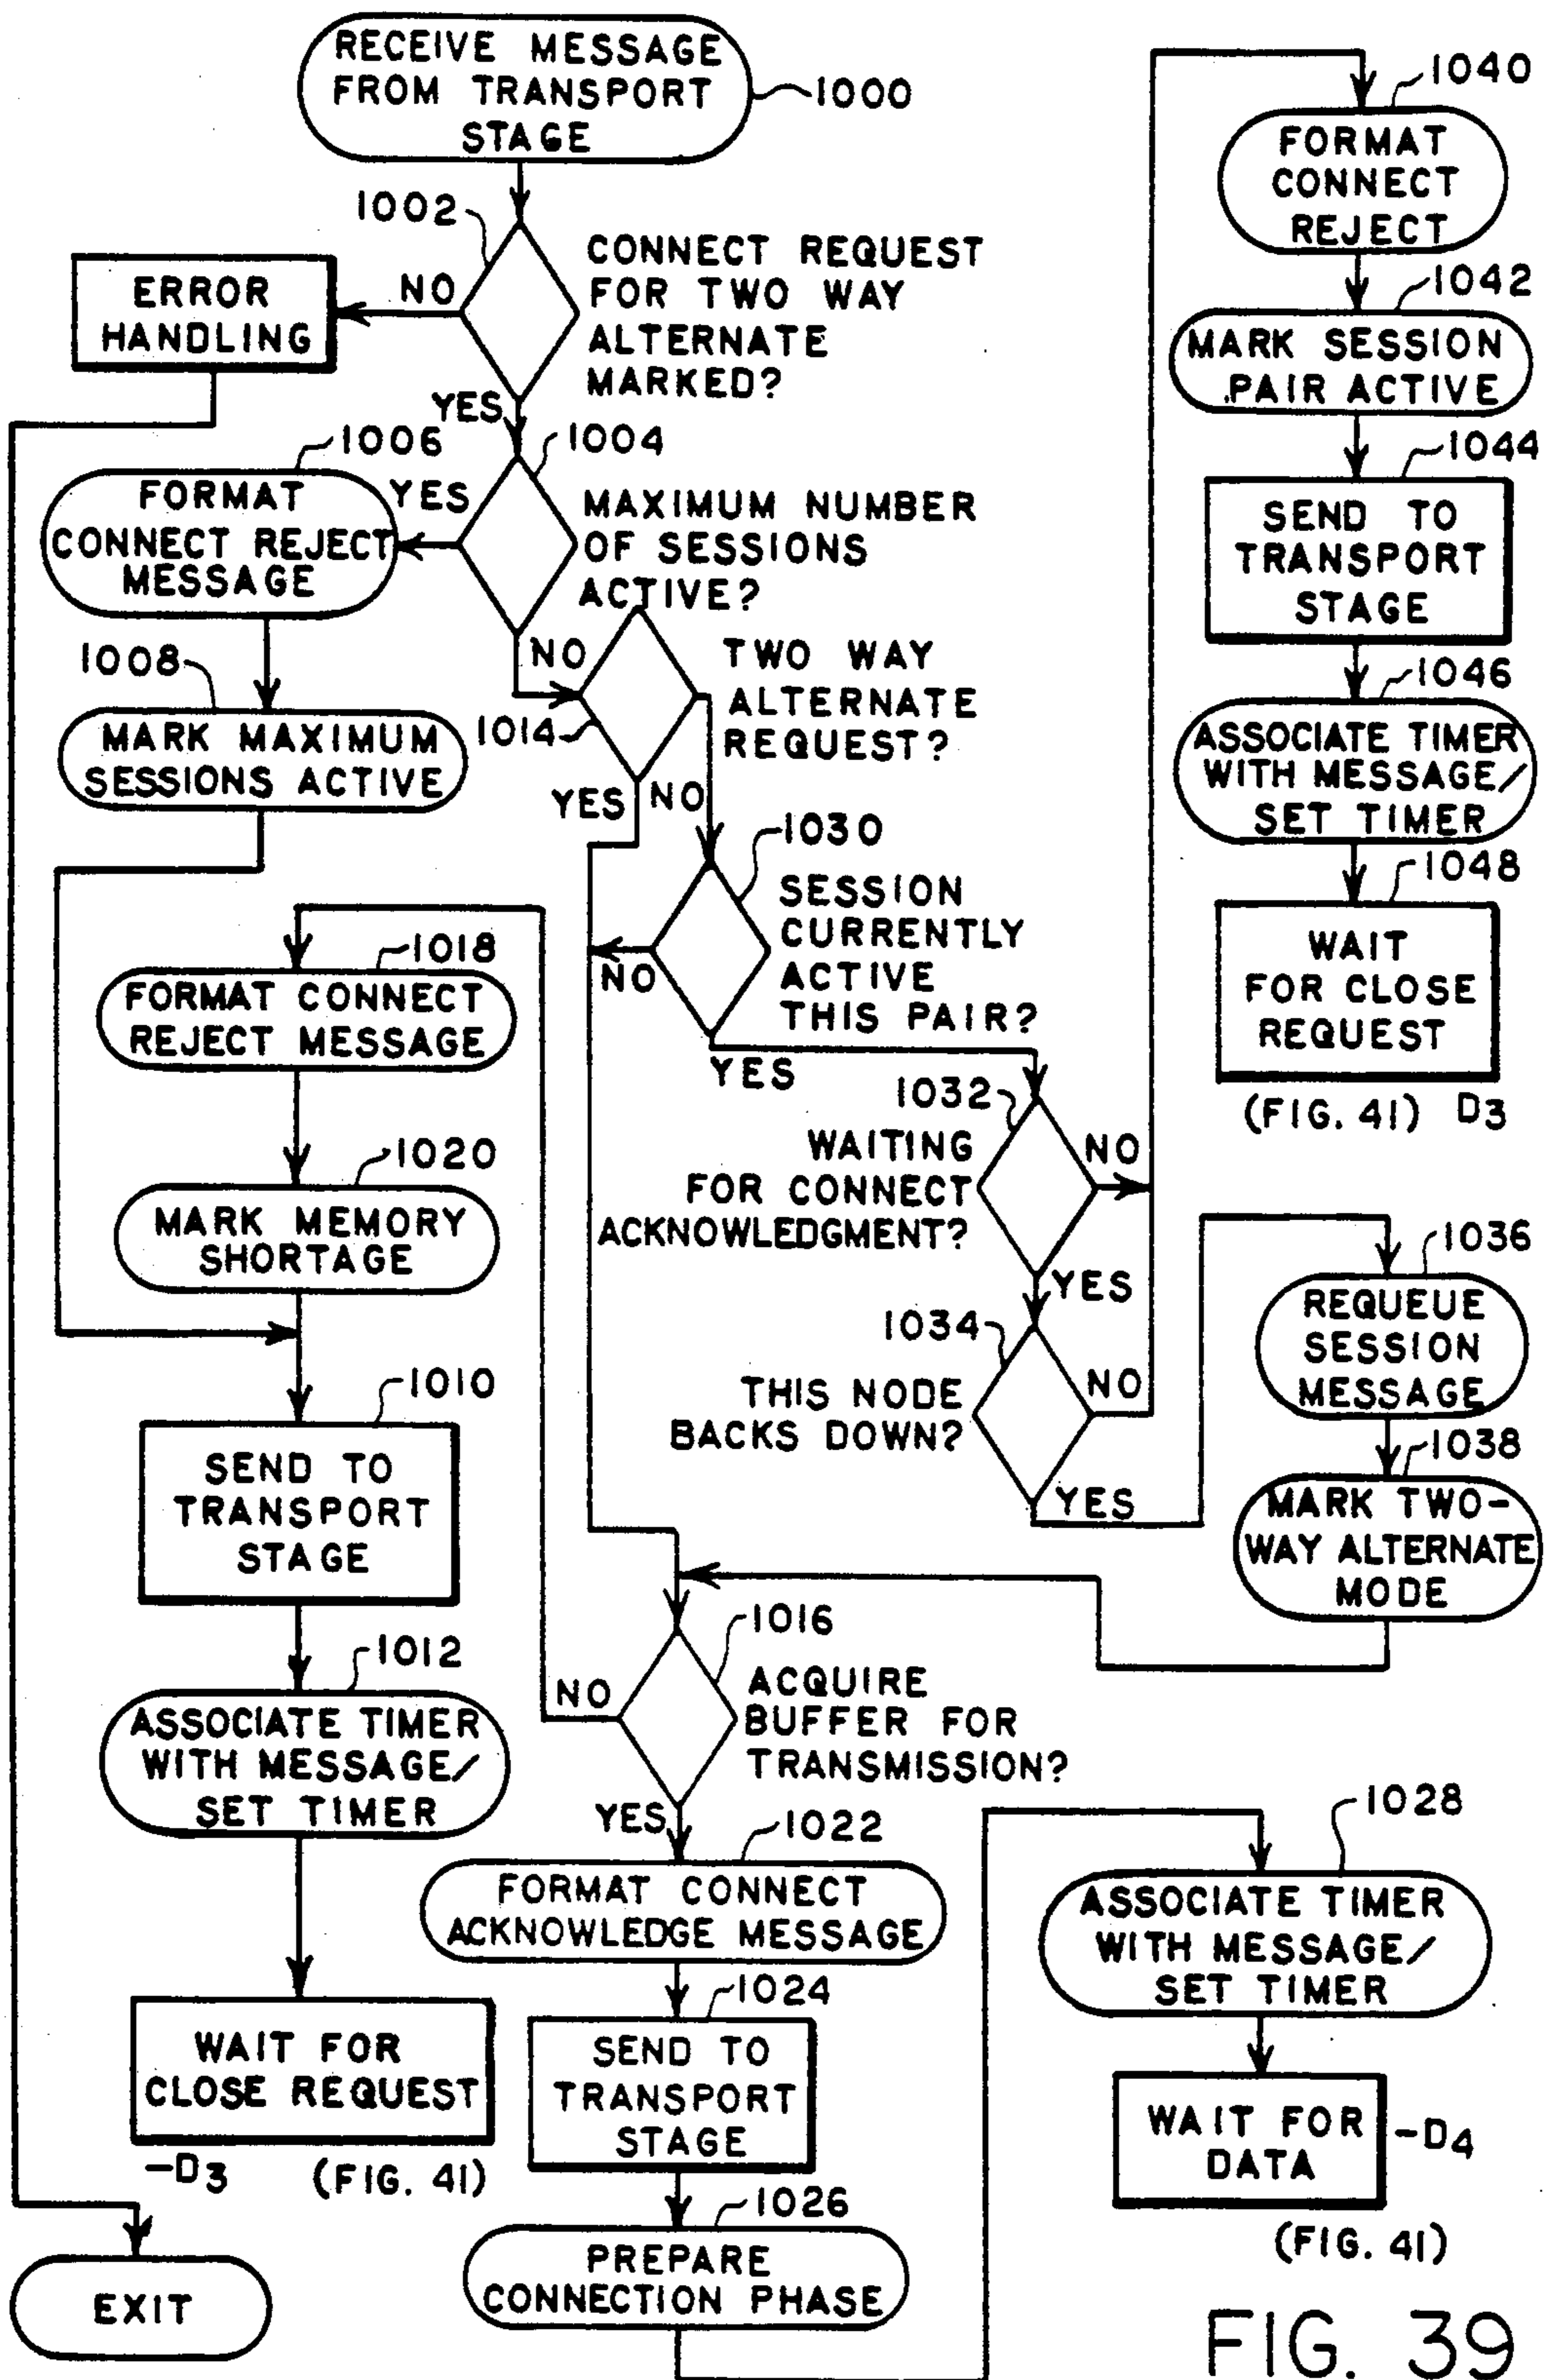 RECEIVE MESSAGE
FROM TRANSPORT
STAGE
1000
1002
CONNECT REQUEST
FOR TWO WAY
ALTERNATE
MARKED?
NO
ERROR
HANDLING
YES
1004
1006
FORMAT
CONNECT REJECT
MESSAGE
YES
MAXIMUM NUMBER
OF SESSIONS
ACTIVE?
NO
1008
MARK MAXIMUM
SESSIONS ACTIVE
1014
TWO WAY
ALTERNATE
REQUEST?
YES
NO
1030
SESSION
CURRENTLY
ACTIVE
THIS PAIR?
NO
YES
1018
FORMAT CONNECT
REJECT MESSAGE
1020
MARK MEMORY
SHORTAGE
1032
WAITING
FOR CONNECT
ACKNOWLEDGMENT?
NO
YES
1034
THIS NODE
BACKS DOWN?
NO
YES
1010
SEND TO
TRANSPORT
STAGE
1012
ASSOCIATE TIMER
WITH MESSAGE/
SET TIMER
WAIT FOR
CLOSE REQUEST
-D3
(FIG. 41)
EXIT
1016
ACQUIRE
BUFFER FOR
TRANSMISSION?
NO
YES
1022
FORMAT CONNECT
ACKNOWLEDGE MESSAGE
1024
SEND TO
TRANSPORT
STAGE
1026
PREPARE
CONNECTION PHASE
1040
FORMAT
CONNECT
REJECT
1042
MARK SESSION
PAIR ACTIVE
1044
SEND TO
TRANSPORT
STAGE
1046
ASSOCIATE TIMER
WITH MESSAGE/
SET TIMER
1048
WAIT
FOR CLOSE
REQUEST
(FIG. 41) D3
1036
REQUEUE
SESSION
MESSAGE
1038
MARK TWO-
WAY ALTERNATE
MODE
1028
ASSOCIATE TIMER
WITH MESSAGE/
SET TIMER
WAIT FOR
DATA
-D4
(FIG. 41)
FIG. 39